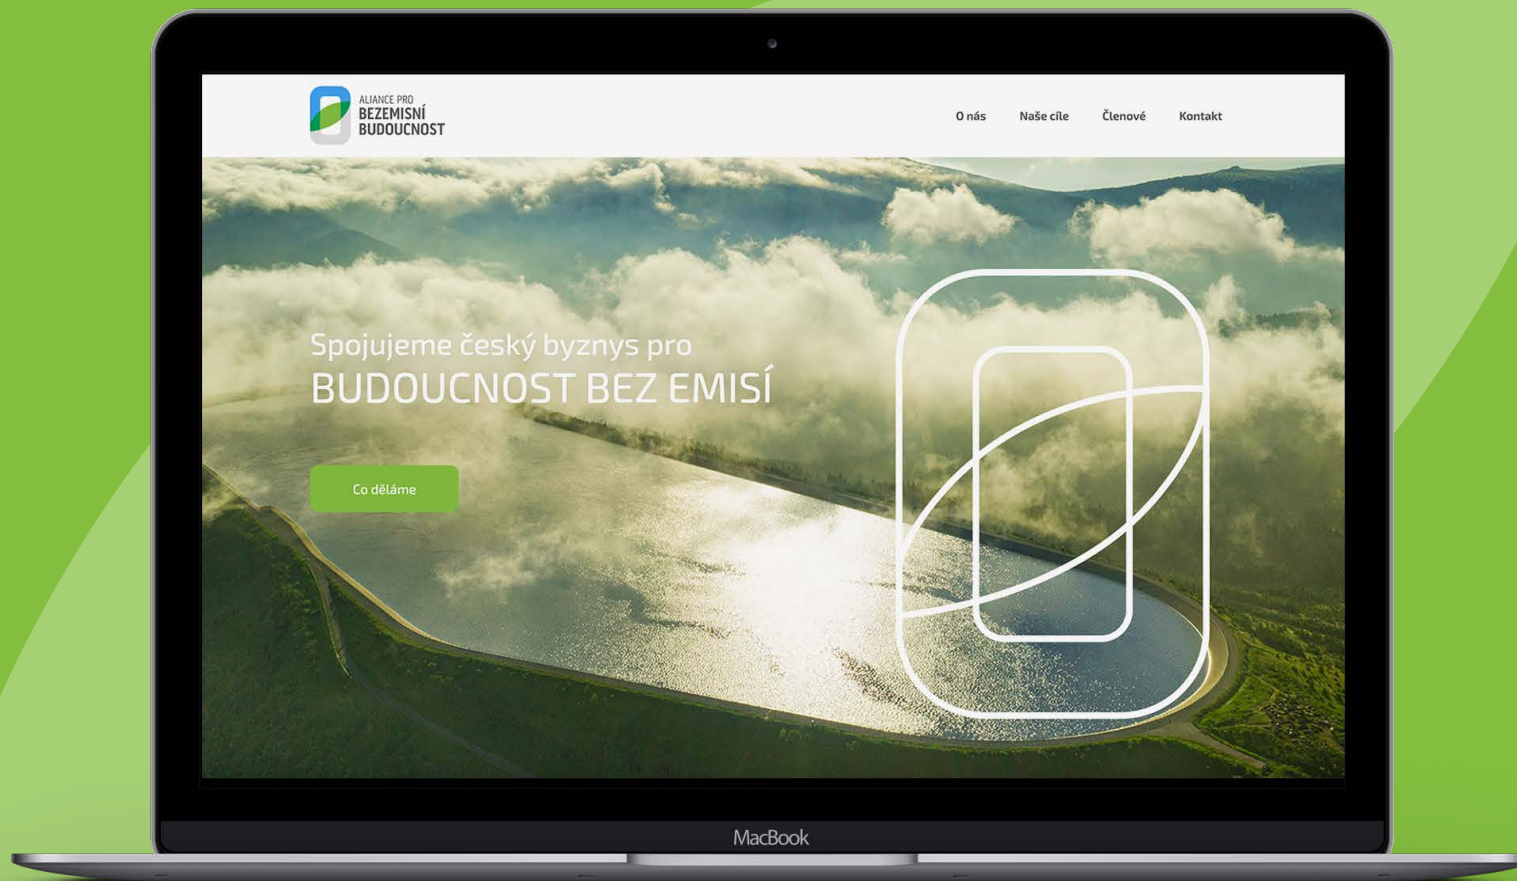 ALIANCE PRO
BEZEMISNÍ
BUDOUCNOST
O nás
Naše cíle
Členové
Kontakt
Spojujeme český byznys pro
BUDOUCNOST BEZ EMISÍ
Co děláme
MacBook